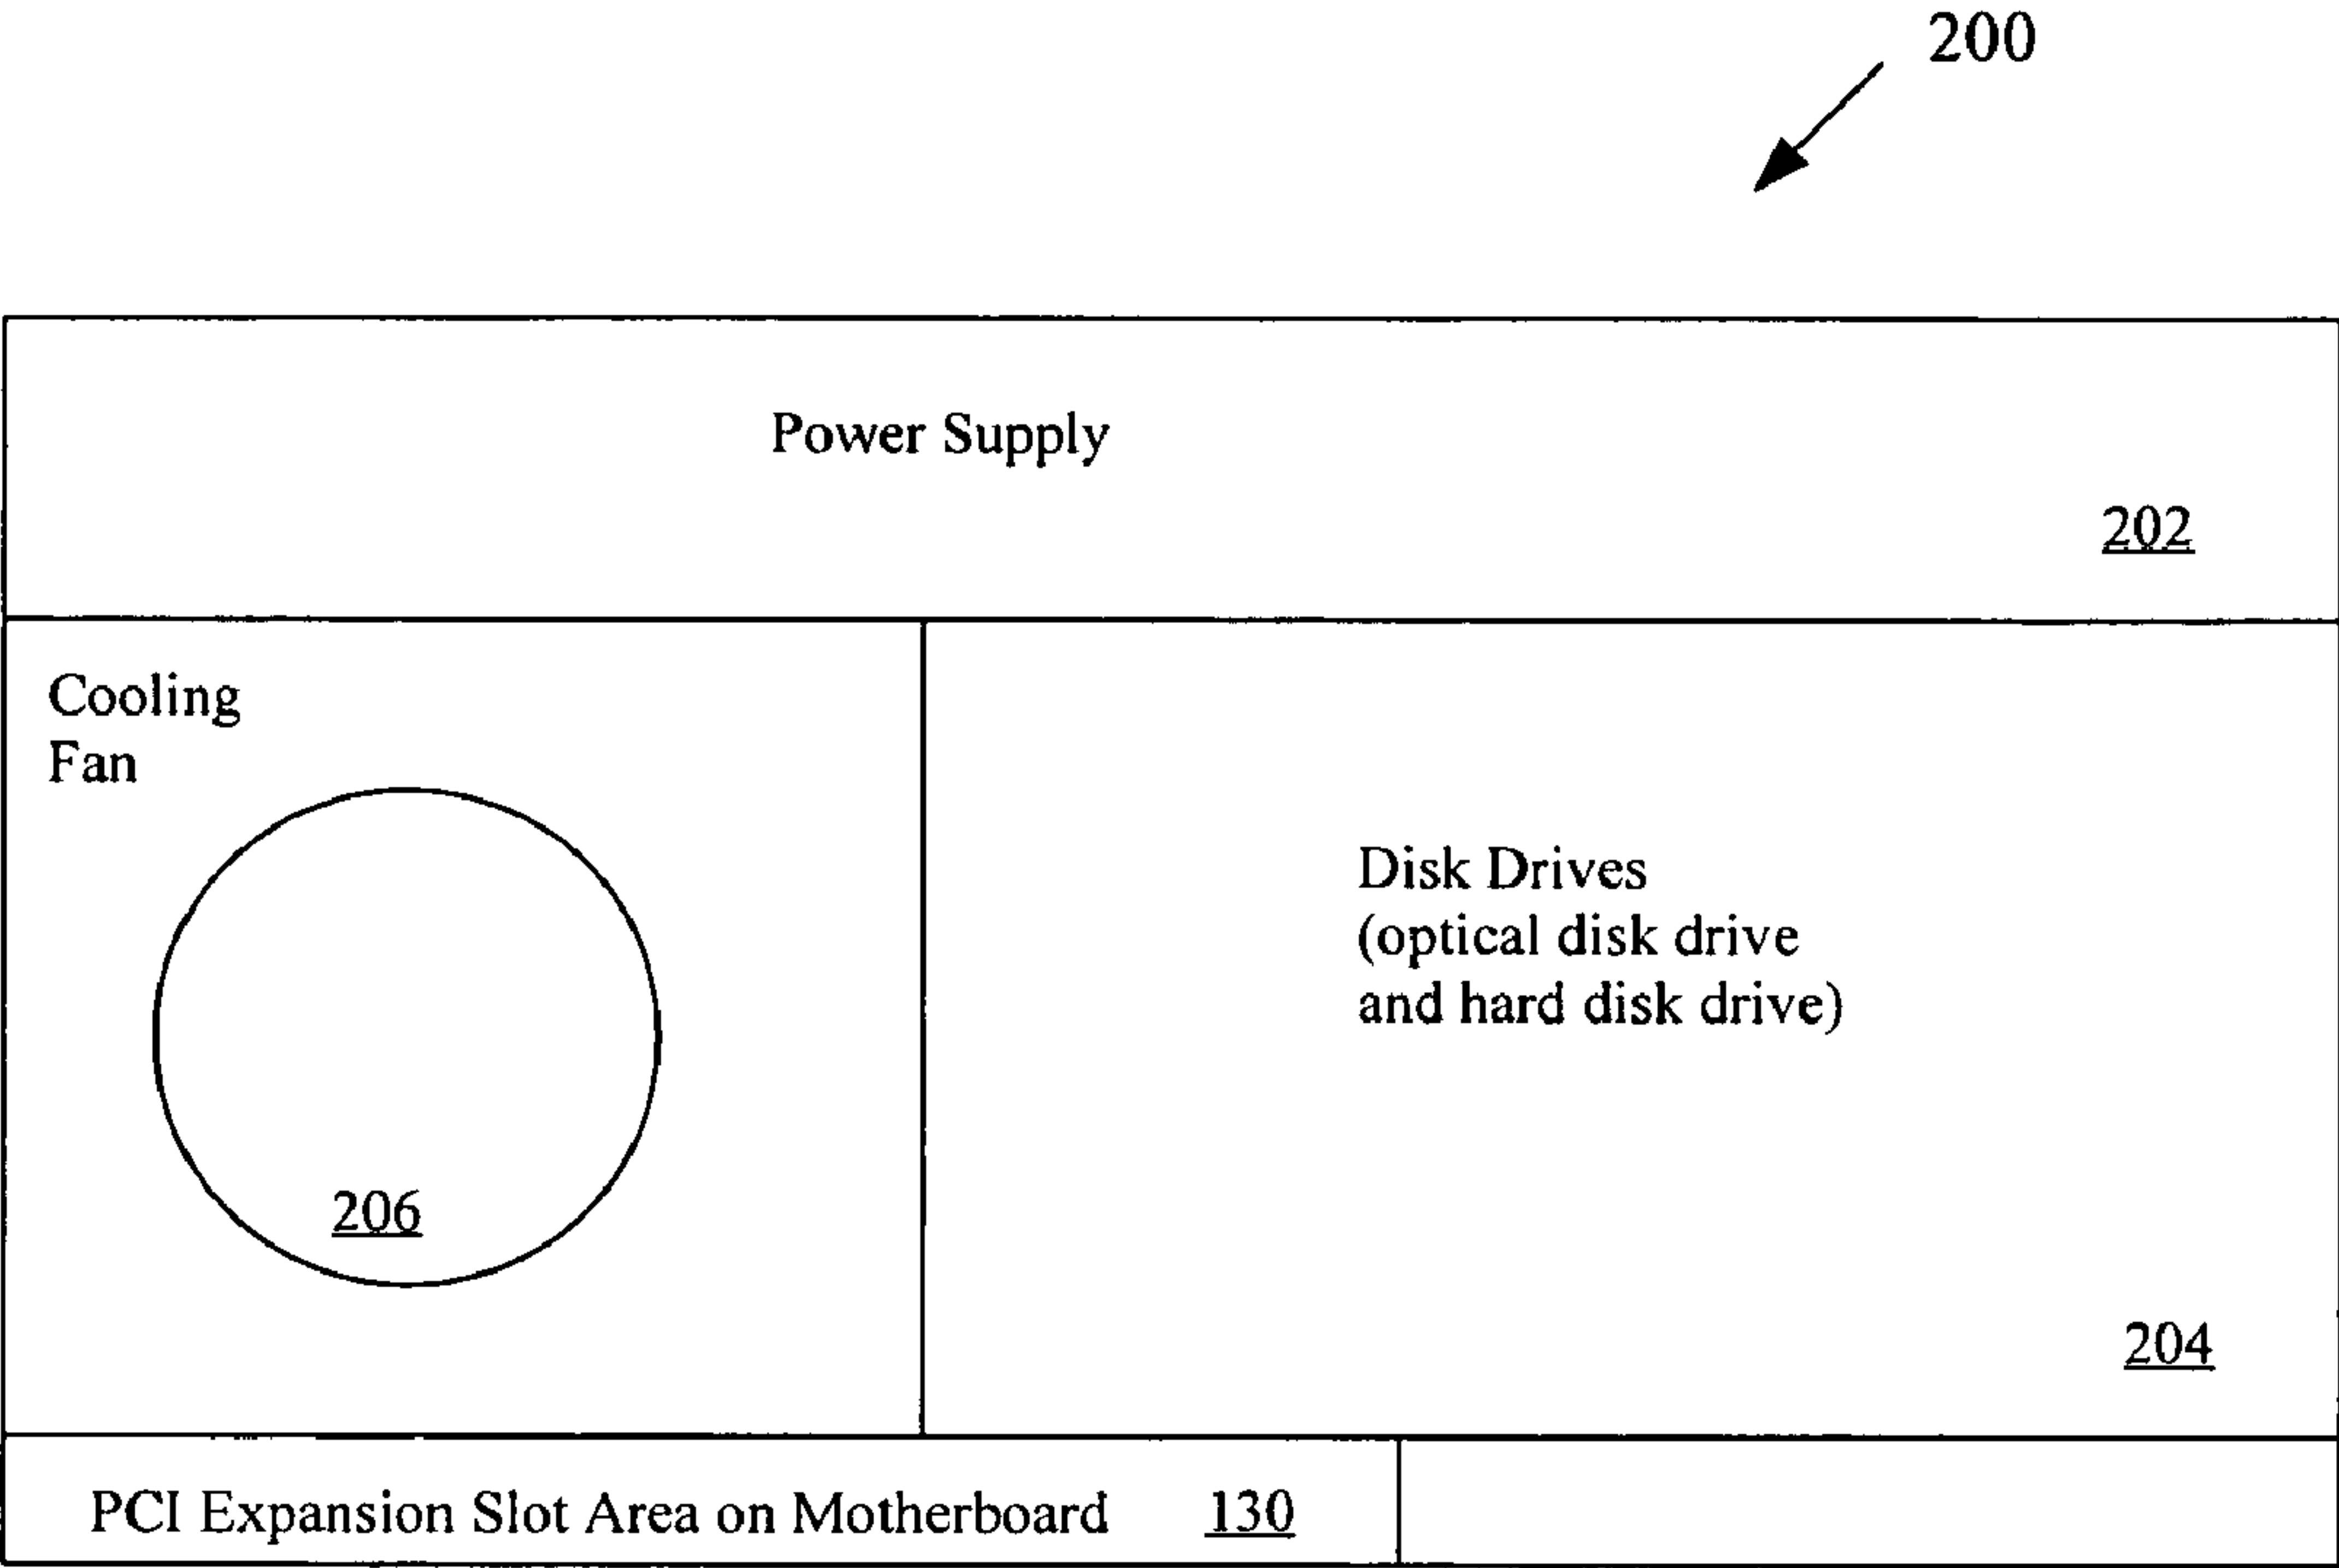 200
Power Supply
202
Cooling
Fan
206
Disk Drives
(optical disk drive
and hard disk drive)
204
PCI Expansion Slot Area on Motherboard 130